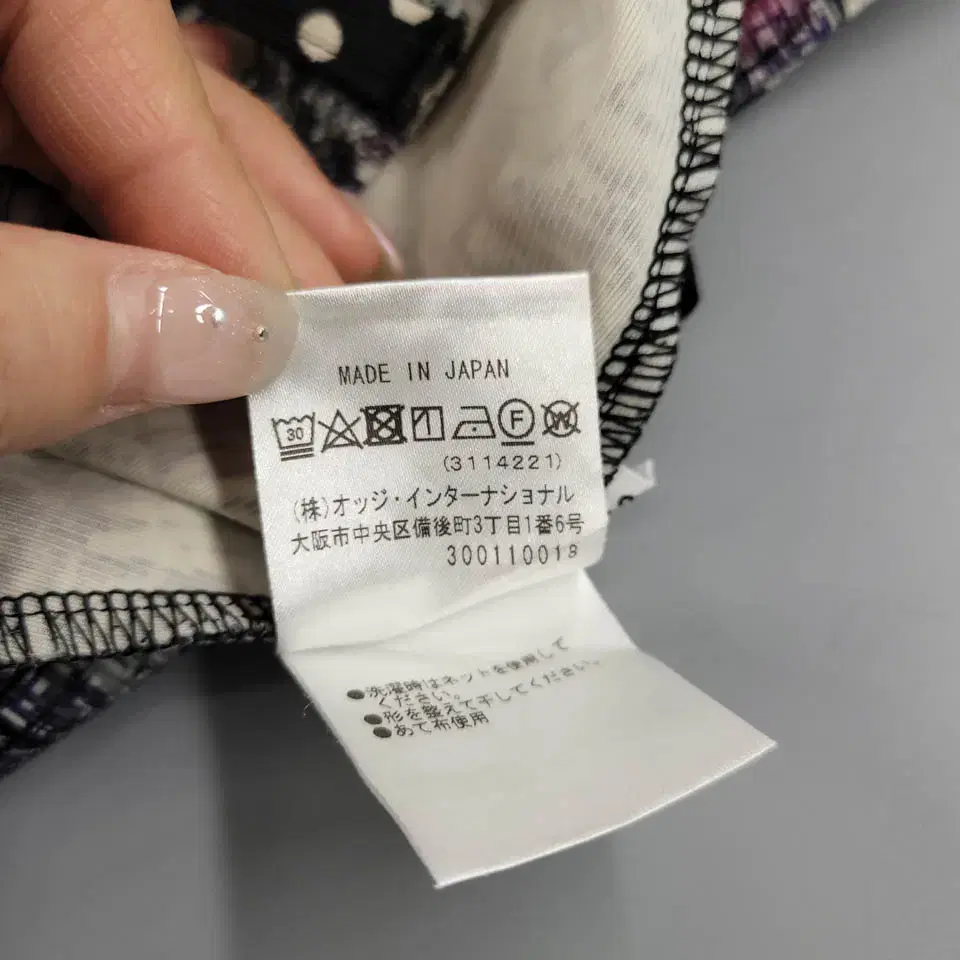 MADE IN JAPAN
30 F W
(3114221)
(株)オッジ・インターナショナル
大阪市中央区備後町3丁目1番6号
300110018
●洗濯時はネットを使用して
ください。
●形を整えて干してください。
●あて布使用